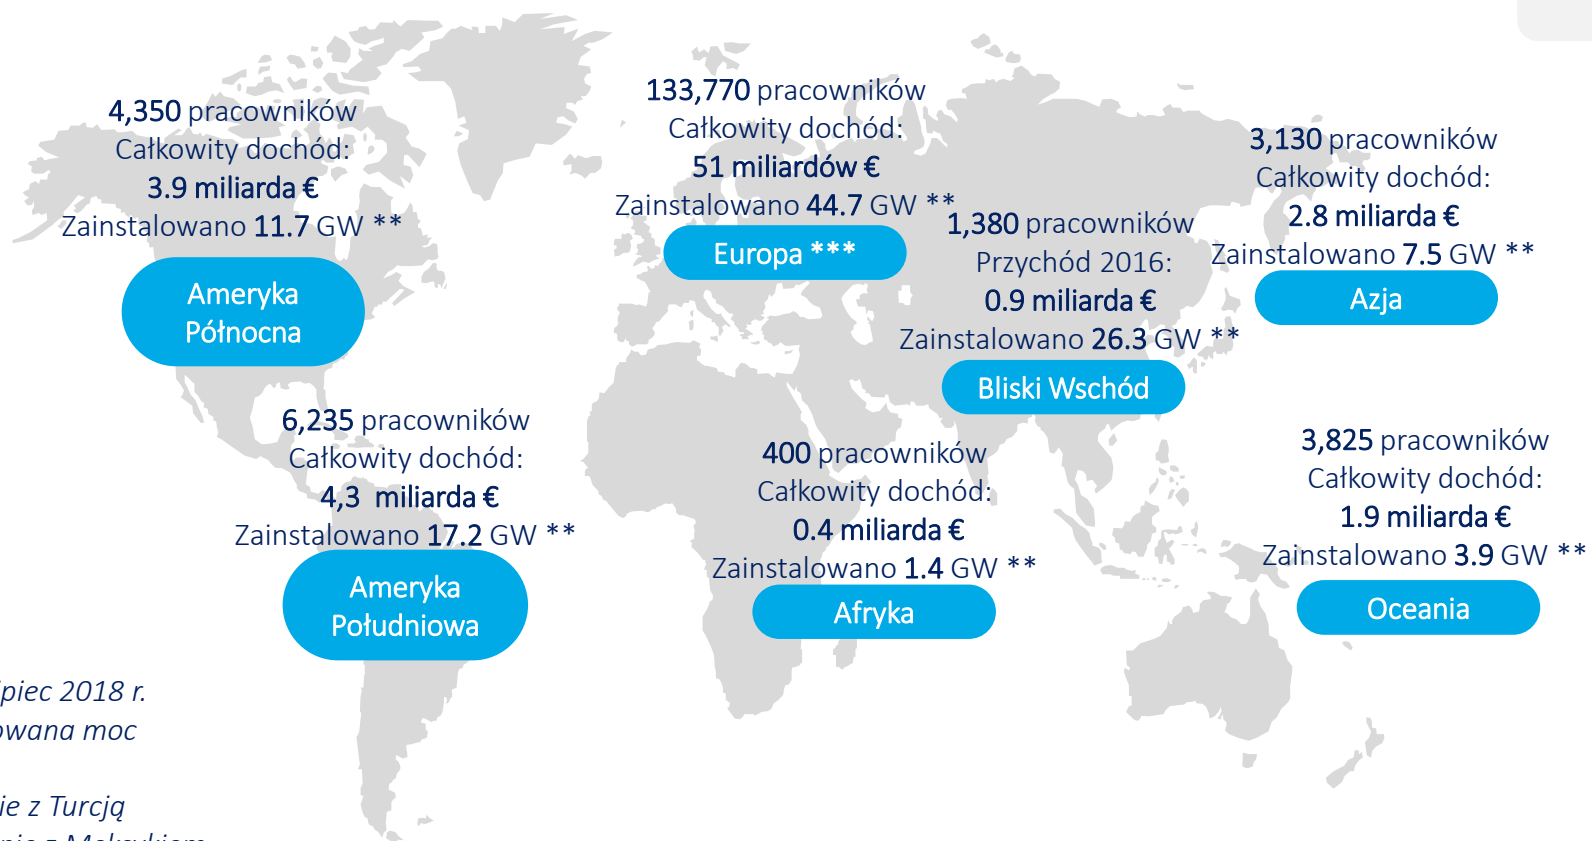 4,350 pracowników
Całkowity dochód:
3.9 miliarda €
Zainstalowano 11.7 GW **
Ameryka
Północna
133,770 pracowników
Całkowity dochód:
51 miliardów €
Zainstalowano 44.7 GW **
Europa ***
1,380 pracowników
Przychód 2016:
0.9 miliarda €
Zainstalowano 26.3 GW **
Bliski Wschód
3,130 pracowników
Całkowity dochód:
2.8 miliarda €
Zainstalowano 7.5 GW **
Azja
6,235 pracowników
Całkowity dochód:
4,3 miliarda €
Zainstalowano 17.2 GW **
Ameryka
Południowa
400 pracowników
Całkowity dochód:
0.4 miliarda €
Zainstalowano 1.4 GW **
Afryka
3,825 pracowników
Całkowity dochód:
1.9 miliarda €
Zainstalowano 3.9 GW **
Oceania
2018 r.
moc
z Turcją
z Meksykiem